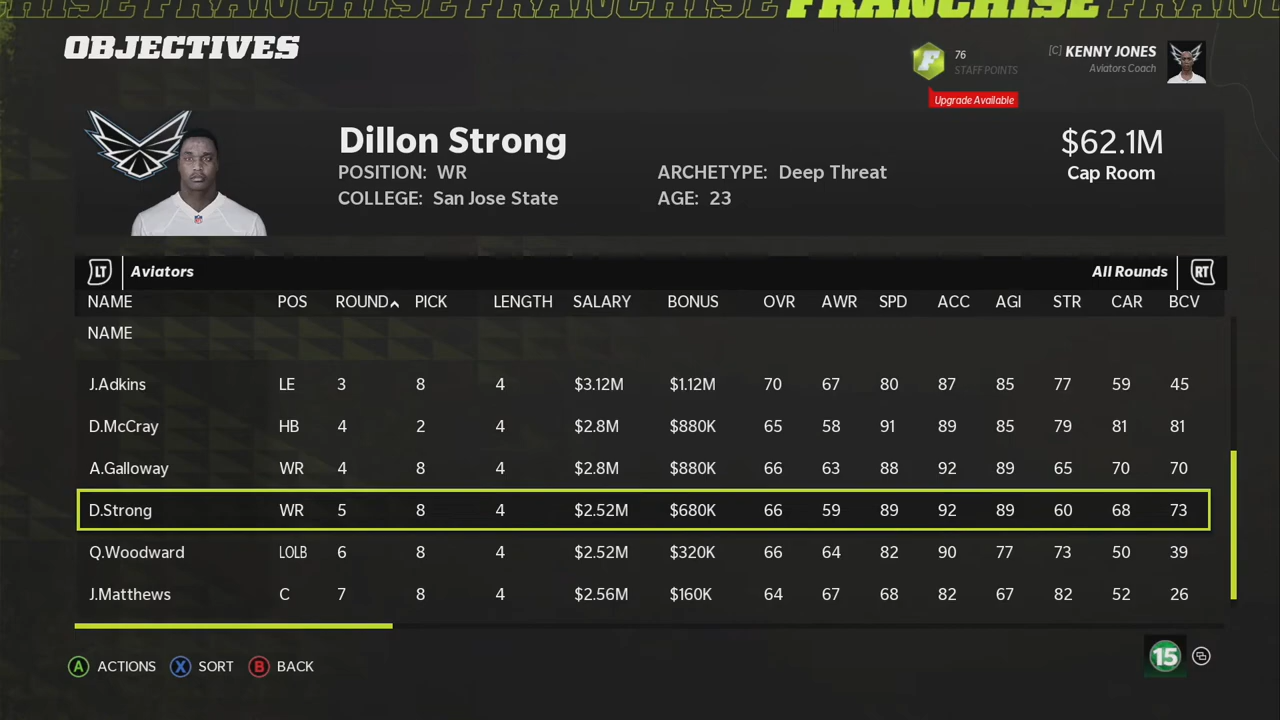 HISE FRANCHISE FRANCHISE FRANCHISE FRANCHISE
OBJECTIVES
76
STAFF POINTS
Upgrade Available
[C] KENNY JONES
Aviators Coach
Dillon Strong
POSITION: WR
ARCHETYPE: Deep Threat
COLLEGE: San Jose State
AGE: 23
$62.1M
Cap Room
LT Aviators
All Rounds RT
NAME POS ROUND PICK LENGTH SALARY BONUS OVR AWR SPD ACC AGI STR CAR BCV
NAME
J.Adkins LE 3 8 4 $3.12M $1.12M 70 67 80 87 85 77 59 45
D.McCray HB 4 2 4 $2.8M $880K 65 58 91 89 85 79 81 81
A.Galloway WR 4 8 4 $2.8M $880K 66 63 88 92 89 65 70 70
D.Strong WR 5 8 4 $2.52M $680K 66 59 89 92 89 60 68 73
Q.Woodward LOLB 6 8 4 $2.52M $320K 66 64 82 90 77 73 50 39
J.Matthews C 7 8 4 $2.56M $160K 64 67 68 82 67 82 52 26
A ACTIONS X SORT B BACK
15